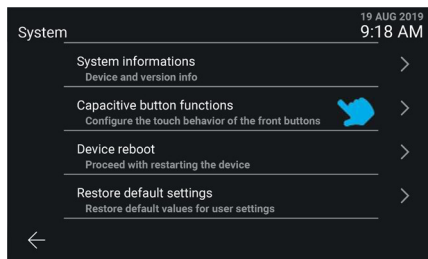 19 AUG 2019
System 9:18 AM
System informations
Device and version info
Capacitive button functions
Configure the touch behavior of the front buttons
Device reboot
Proceed with restarting the device
Restore default settings
Restore default values for user settings